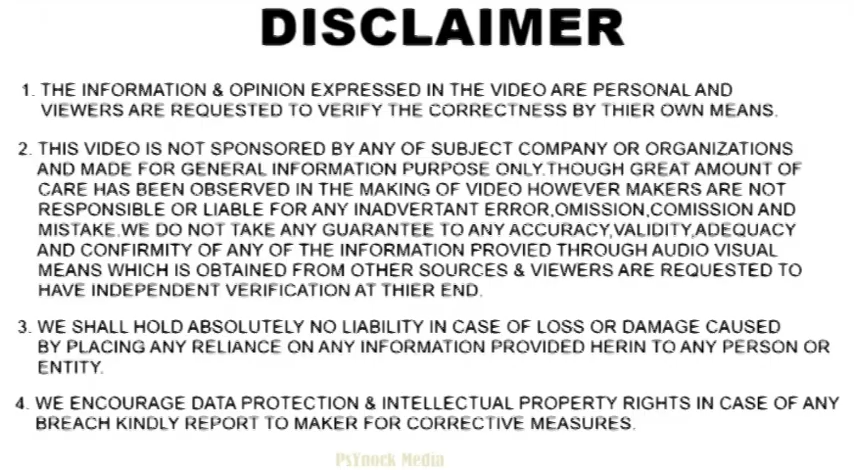 DISCLAIMER
1. THE INFORMATION & OPINION EXPRESSED IN THE VIDEO ARE PERSONAL AND
VIEWERS ARE REQUESTED TO VERIFY THE CORRECTNESS BY THIER OWN MEANS.
2. THIS VIDEO IS NOT SPONSORED BY ANY OF SUBJECT COMPANY OR ORGANIZATIONS
AND MADE FOR GENERAL INFORMATION PURPOSE ONLY.THOUGH GREAT AMOUNT OF
CARE HAS BEEN OBSERVED IN THE MAKING OF VIDEO HOWEVER MAKERS ARE NOT
RESPONSIBLE OR LIABLE FOR ANY INADVERTANT ERROR,OMISSION,COMISSION AND
MISTAKE.WE DO NOT TAKE ANY GUARANTEE TO ANY ACCURACY,VALIDITY,ADEQUACY
AND CONFIRMITY OF ANY OF THE INFORMATION PROVIED THROUGH AUDIO VISUAL
MEANS WHICH IS OBTAINED FROM OTHER SOURCES & VIEWERS ARE REQUESTED TO
HAVE INDEPENDENT VERIFICATION AT THIER END.
3. WE SHALL HOLD ABSOLUTELY NO LIABILITY IN CASE OF LOSS OR DAMAGE CAUSED
BY PLACING ANY RELIANCE ON ANY INFORMATION PROVIDED HERIN TO ANY PERSON OR
ENTITY.
4. WE ENCOURAGE DATA PROTECTION & INTELLECTUAL PROPERTY RIGHTS IN CASE OF ANY
BREACH KINDLY REPORT TO MAKER FOR CORRECTIVE MEASURES.
PsYnock Media